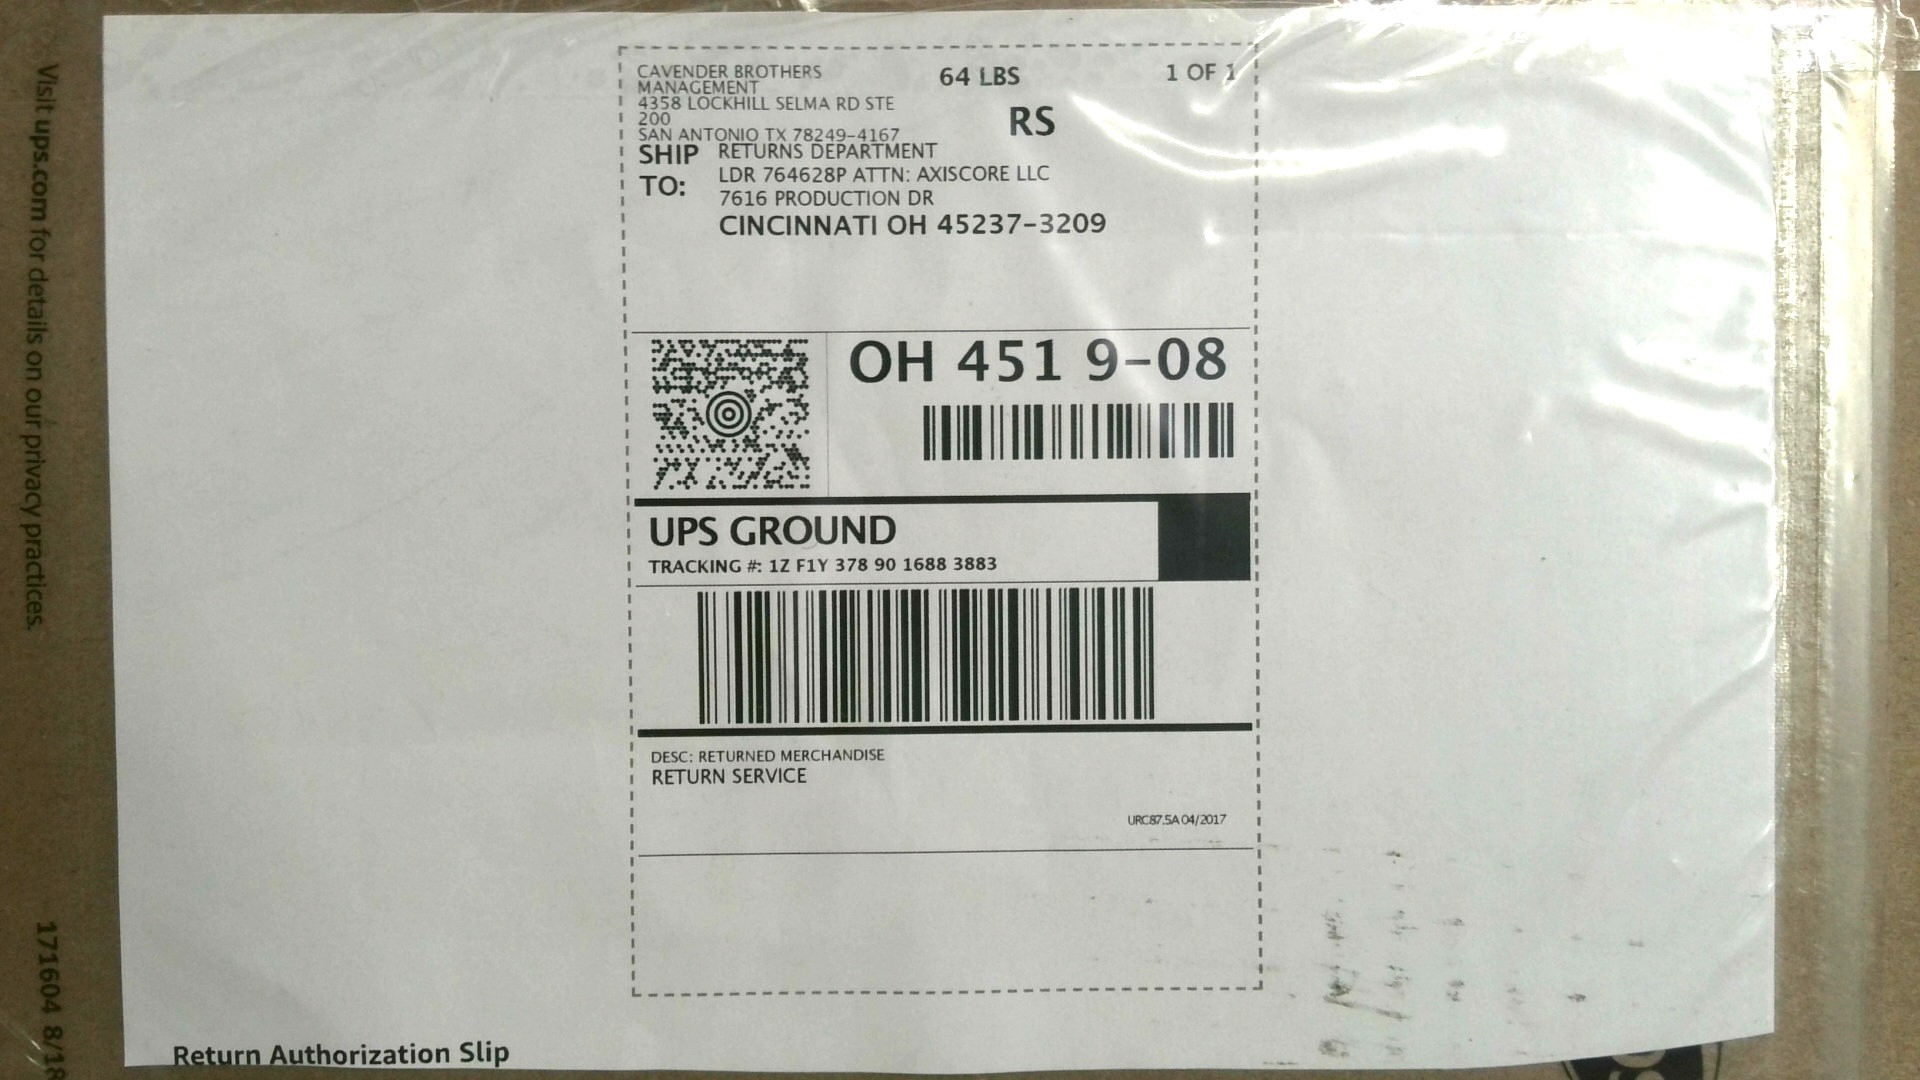 CAVENDER BROTHERS
MANAGEMENT
4358 LOCKHILL SELMA RD STE
200
SAN ANTONIO TX 78249-4167
64 LBS
1 OF 1
RS
SHIP TO:
RETURNS DEPARTMENT
LDR 764628P ATTN: AXISCORE LLC
7616 PRODUCTION DR
CINCINNATI OH 45237-3209
OH 451 9-08
UPS GROUND
TRACKING #: 1Z F1Y 378 90 1688 3883
DESC: RETURNED MERCHANDISE
RETURN SERVICE
URC87.5A 04/2017
Return Authorization Slip
Visit ups.com for details on our privacy practices.
171604 8/18